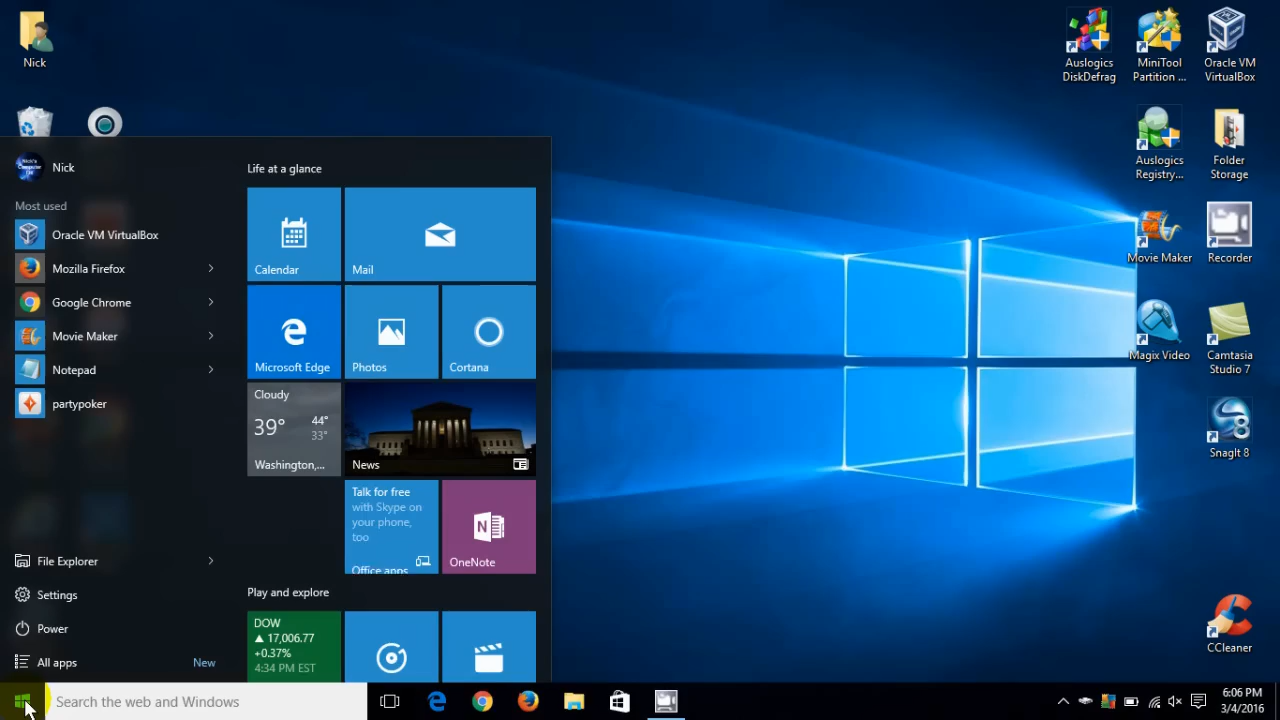 Nick
Auslogics
DiskDefrag
MiniTool
Partition ...
Oracle VM
VirtualBox
Auslogics
Registry...
Folder
Storage
Movie Maker
Recorder
Magix Video
Camtasia
Studio 7
SnagIt 8
CCleaner
Nick
Most used
Oracle VM VirtualBox
Mozilla Firefox
Google Chrome
Movie Maker
Notepad
partypoker
File Explorer
Settings
Power
All apps
New
Life at a glance
Calendar
Mail
Microsoft Edge
Photos
Cortana
Cloudy
39°
44°
33°
Washington,...
News
Talk for free
with Skype on
your phone,
too
Office apps
OneNote
Play and explore
DOW
▲ 17,006.77
+0.37%
4:34 PM EST
Search the web and Windows
6:06 PM
3/4/2016